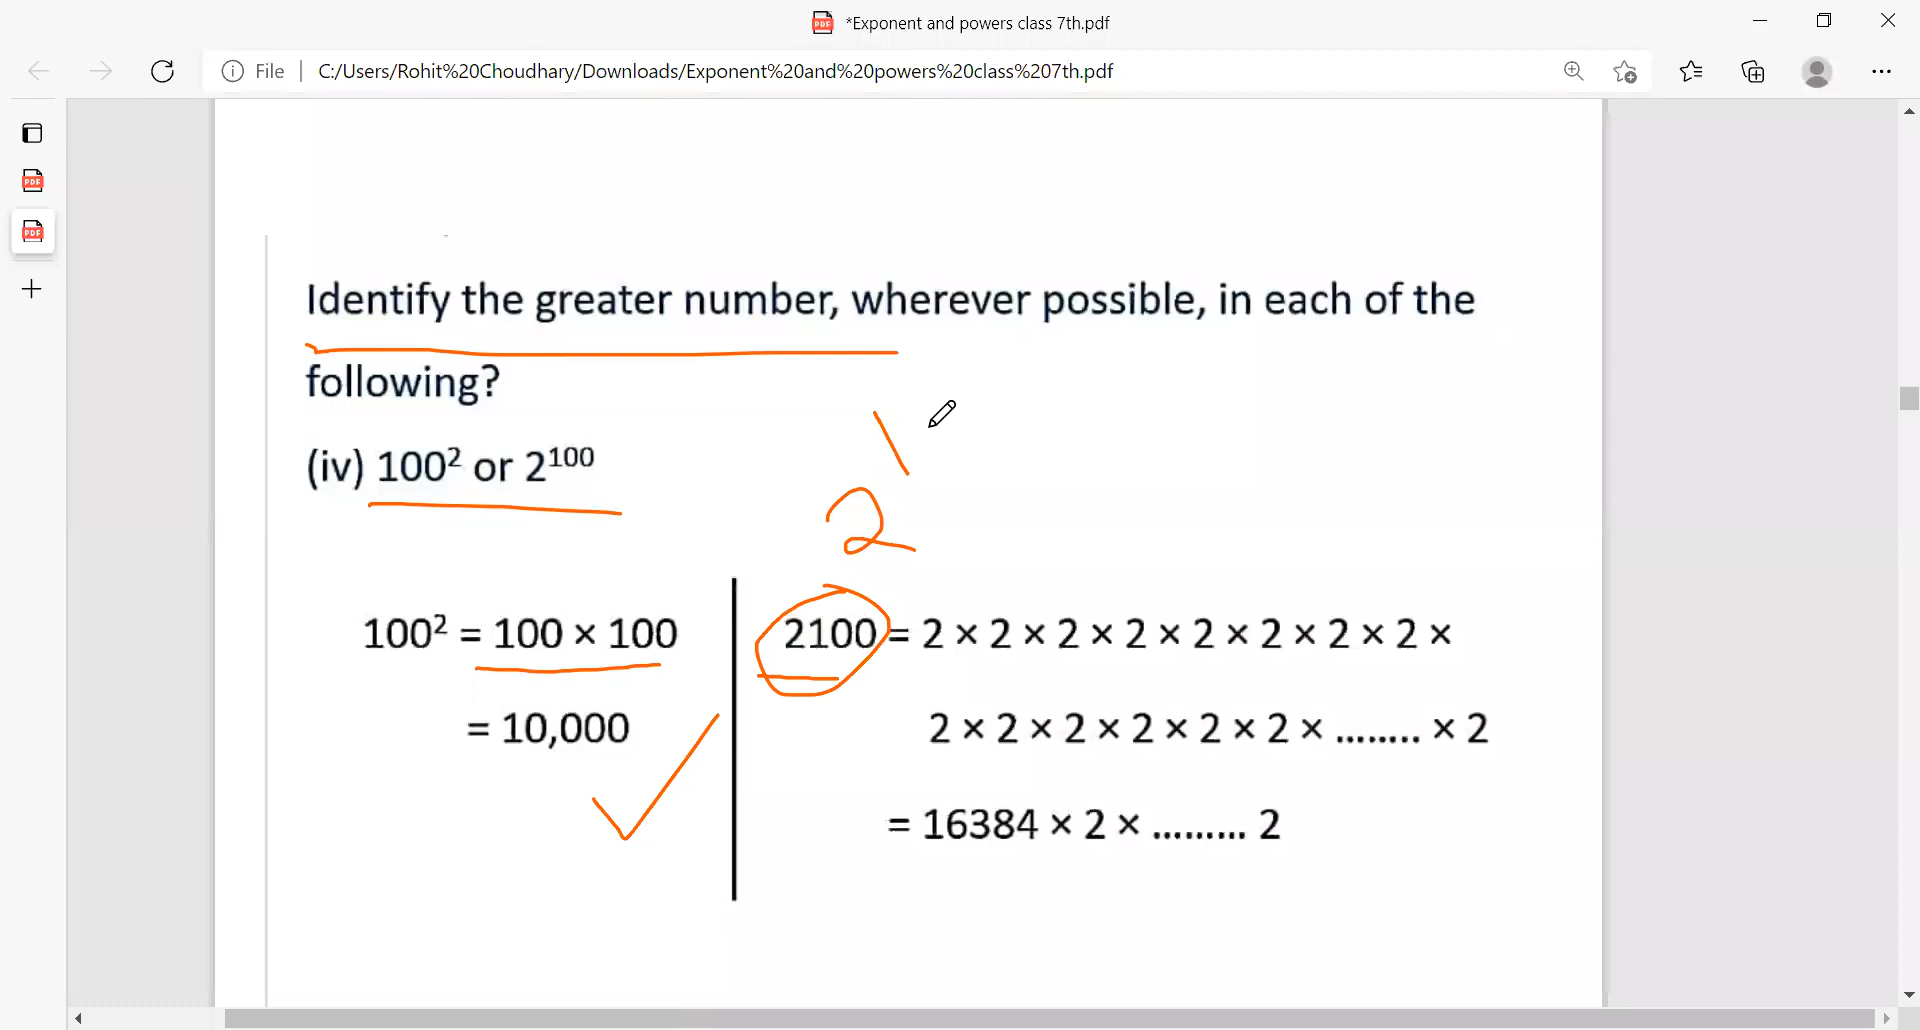 *Exponent and powers class 7th.pdf
File | C:/Users/Rohit%20Choudhary/Downloads/Exponent%20and%20powers%20class%207th.pdf
PDF
PDF
Identify the greater number, wherever possible, in each of the
following?
(iv) 100² or 2¹⁰⁰
\
2
100² = 100 × 100
= 10,000
2100 = 2 × 2 × 2 × 2 × 2 × 2 × 2 × 2 ×
2 × 2 × 2 × 2 × 2 × 2 × ........ × 2
= 16384 × 2 × ......... 2